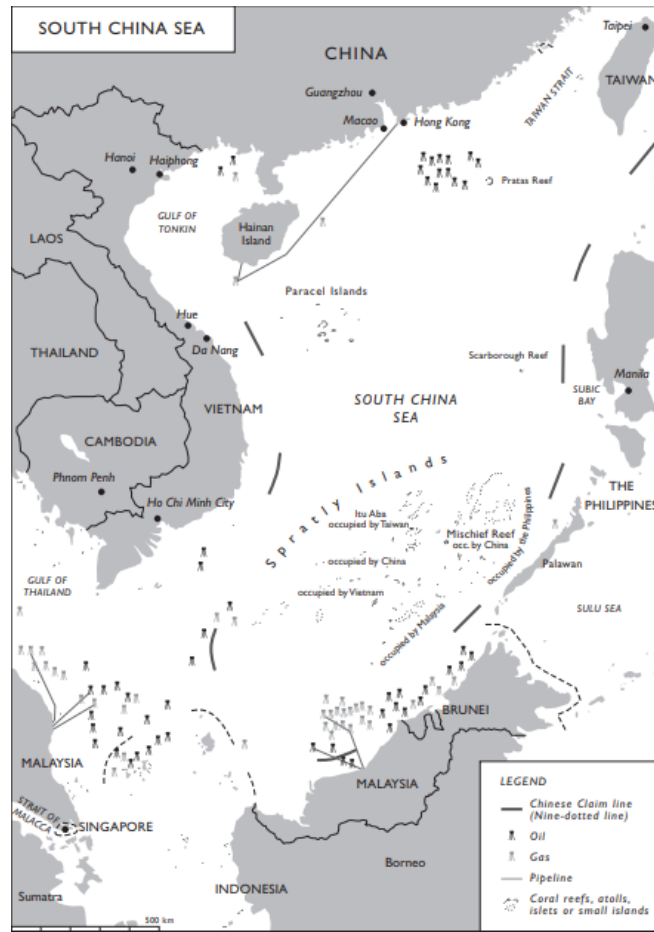 SOUTH CHINA SEA
Taipei
CHINA
TAIWAN
Guangzhou
TAIWAN STRAIT
Macao
Hong Kong
Hanoi
Haiphong
Pratas Reef
GULF OF
TONKIN
Hainan
Island
LAOS
Paracel Islands
Hue
Da Nang
THAILAND
Scarborough Reef
Manila
SUBIC
BAY
VIETNAM
SOUTH CHINA
SEA
CAMBODIA
Phnom Penh
Ho Chi Minh City
Spratly Islands
THE
PHILIPPINES
Itu Aba
occupied by Taiwan
Mischief Reef
occ. by China
occupied by the Philippines
occupied by China
Palawan
GULF OF
THAILAND
occupied by Vietnam
SULU SEA
occupied by Malaysia
BRUNEI
MALAYSIA
MALAYSIA
STRAIT OF
MALACCA
SINGAPORE
Borneo
INDONESIA
Sumatra
500 km
LEGEND
Chinese Claim line
(Nine-dotted line)
Oil
Gas
Pipeline
Coral reefs, atolls,
islets or small islands